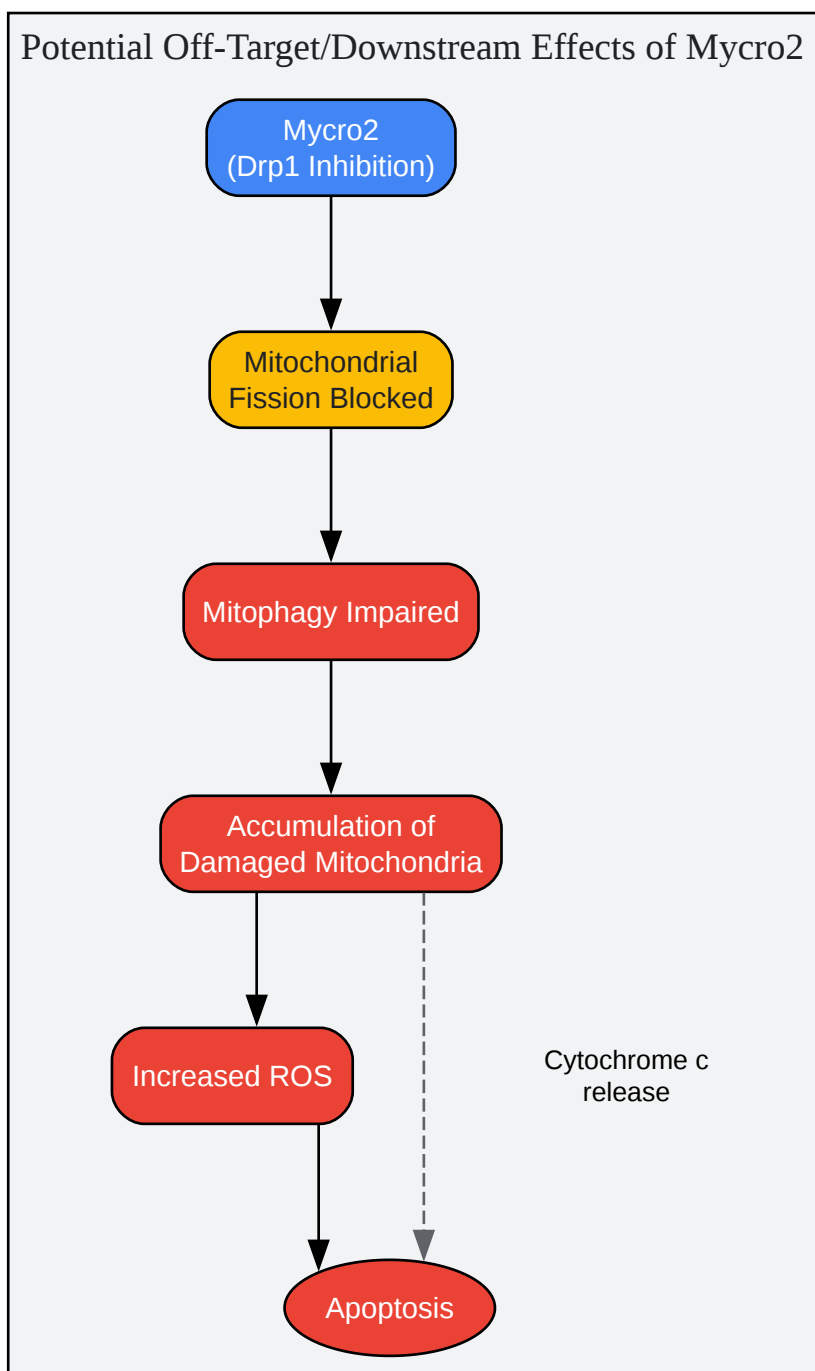 Potential Off-Target/Downstream Effects of Mycro2
Mycro2
(Drp1 Inhibition)
Mitochondrial
Fission Blocked
Mitophagy Impaired
Accumulation of
Damaged Mitochondria
Increased ROS
Cytochrome c
release
Apoptosis